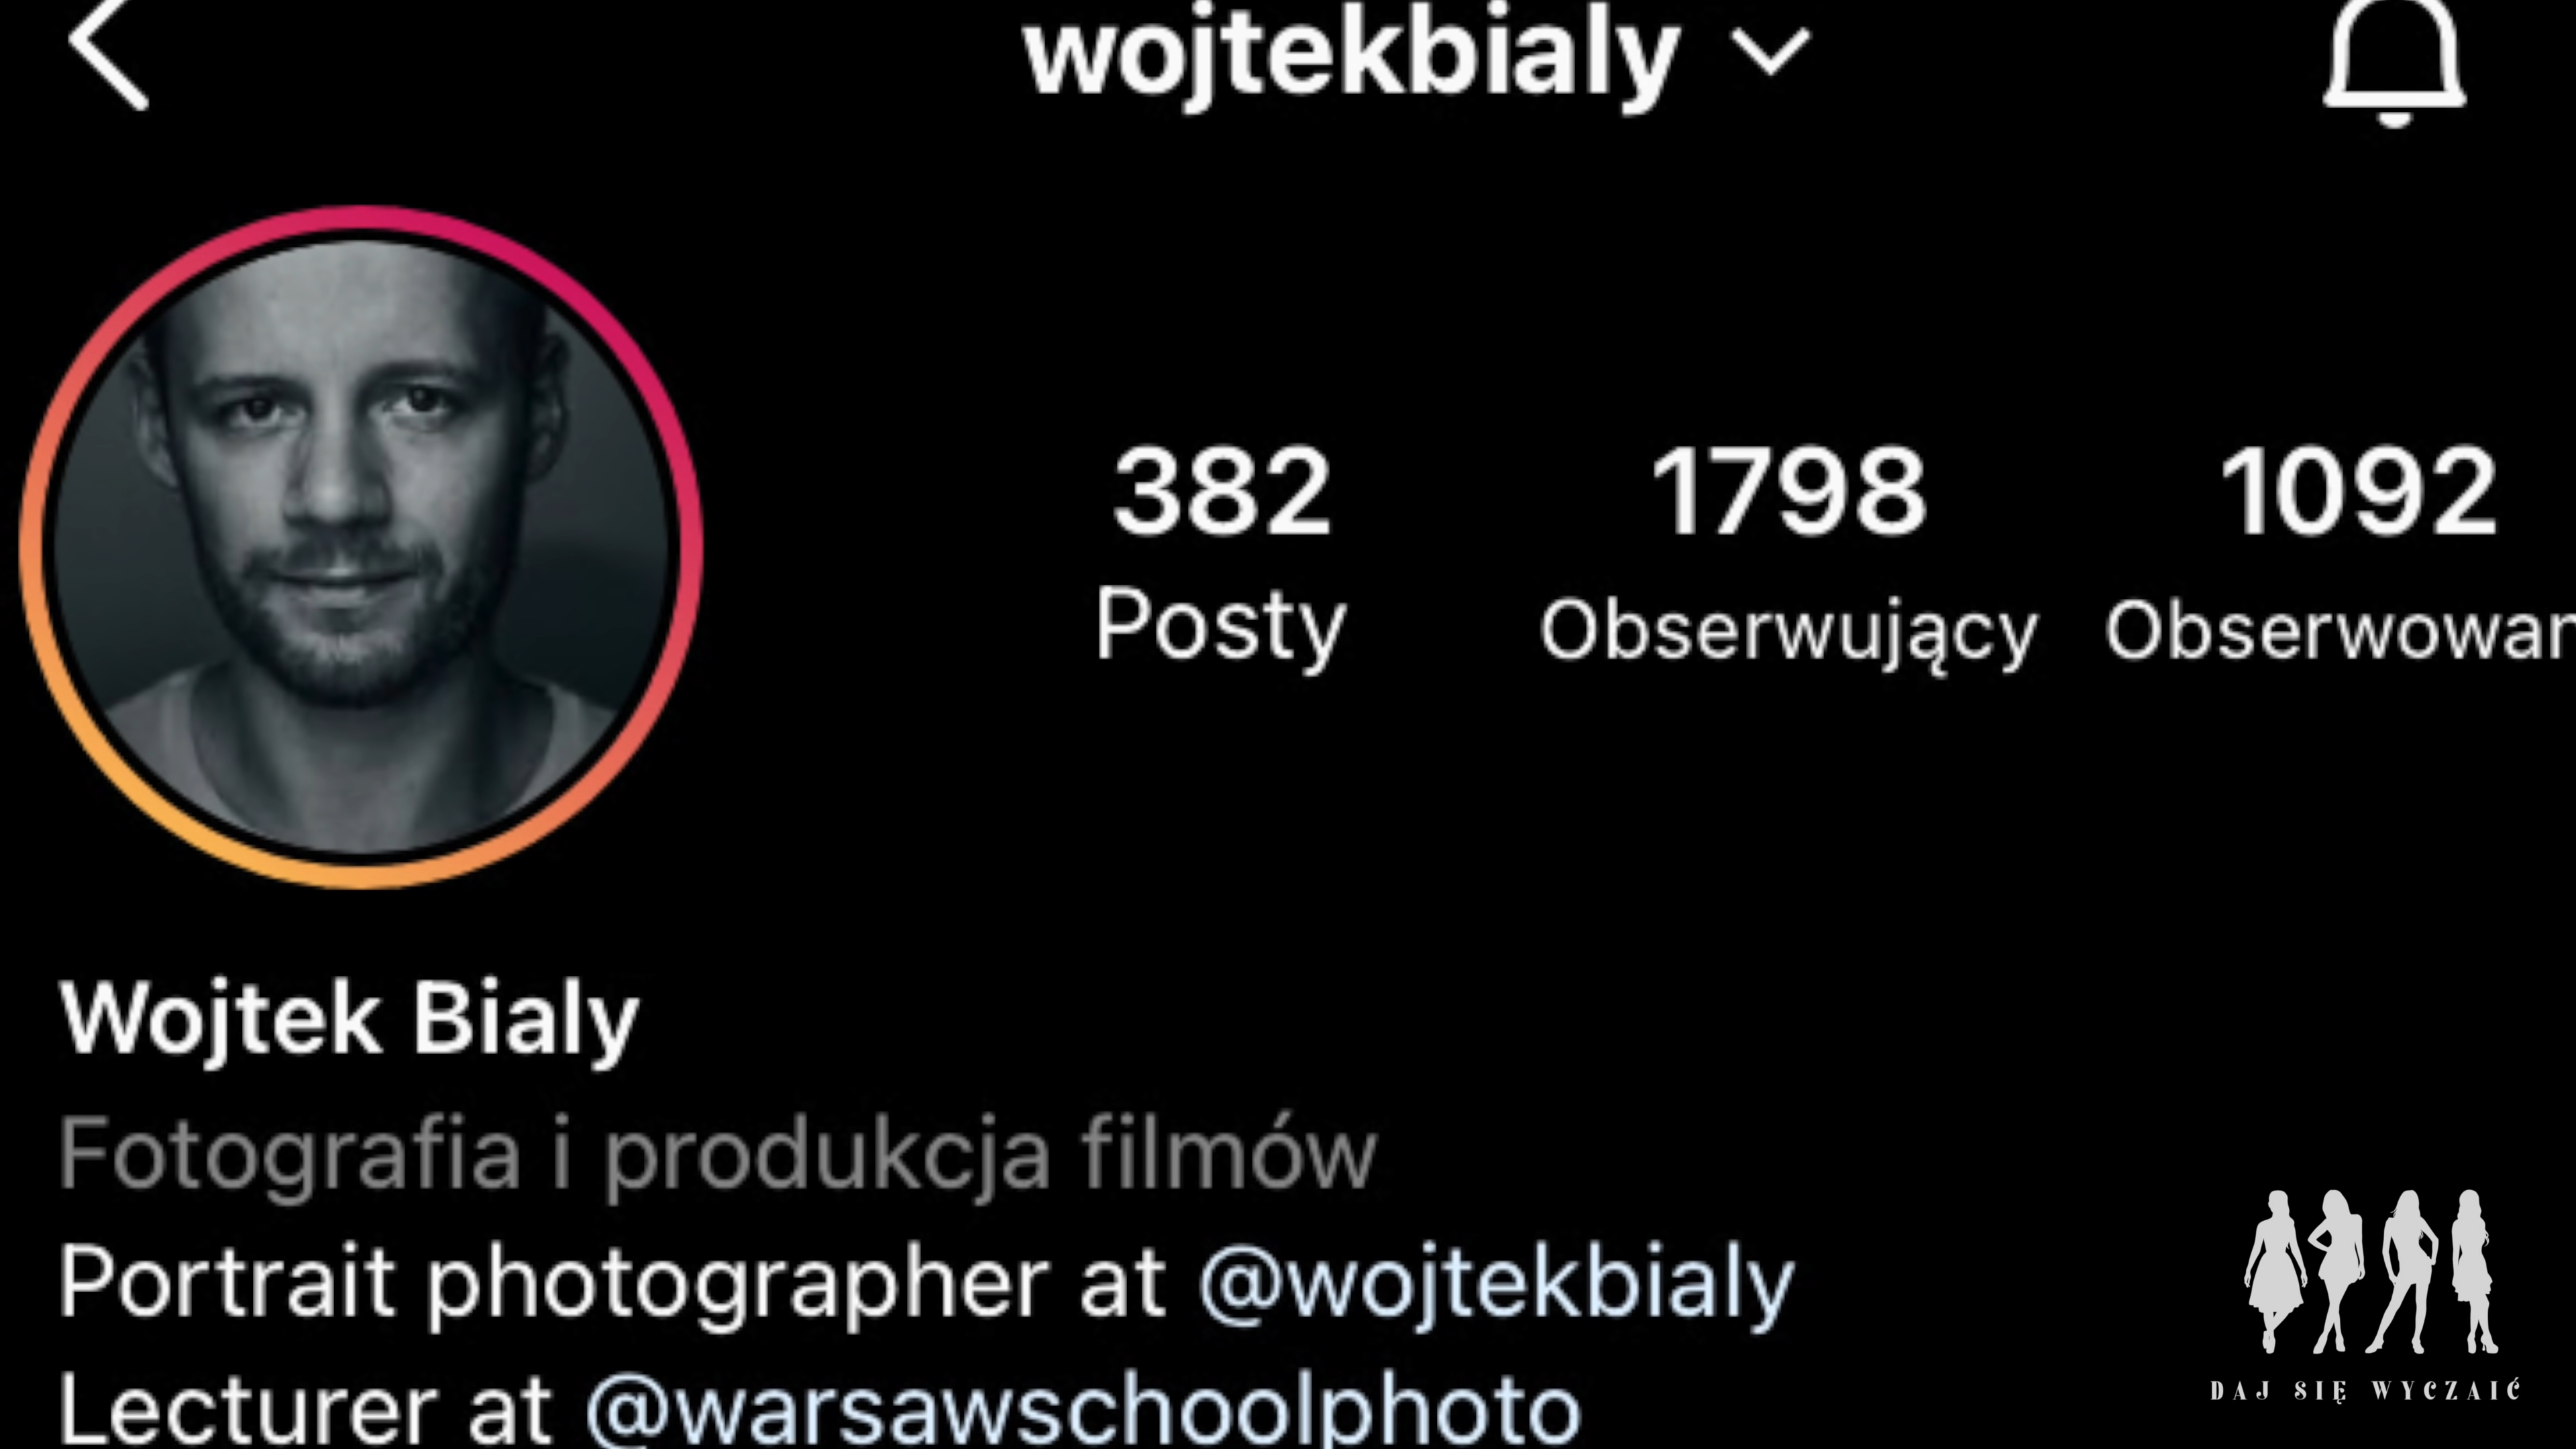 wojtekbialy
382 1798 1092
Posty Obserwujący Obserwowan
Wojtek Bialy
Fotografia i produkcja filmów
Portrait photographer at @wojtekbialy
Lecturer at @warsawschoolphoto
DAJ SIĘ WYCZAIĆ